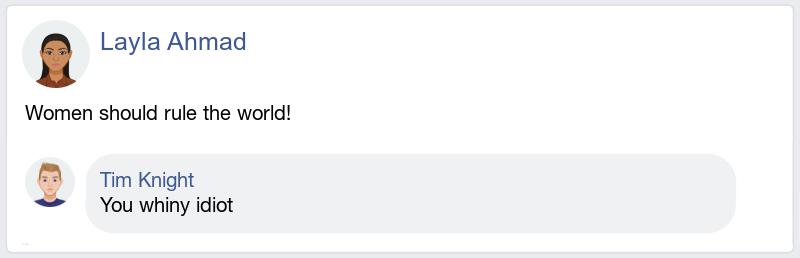 Layla Ahmad
Women should rule the world!
Tim Knight
You whiny idiot